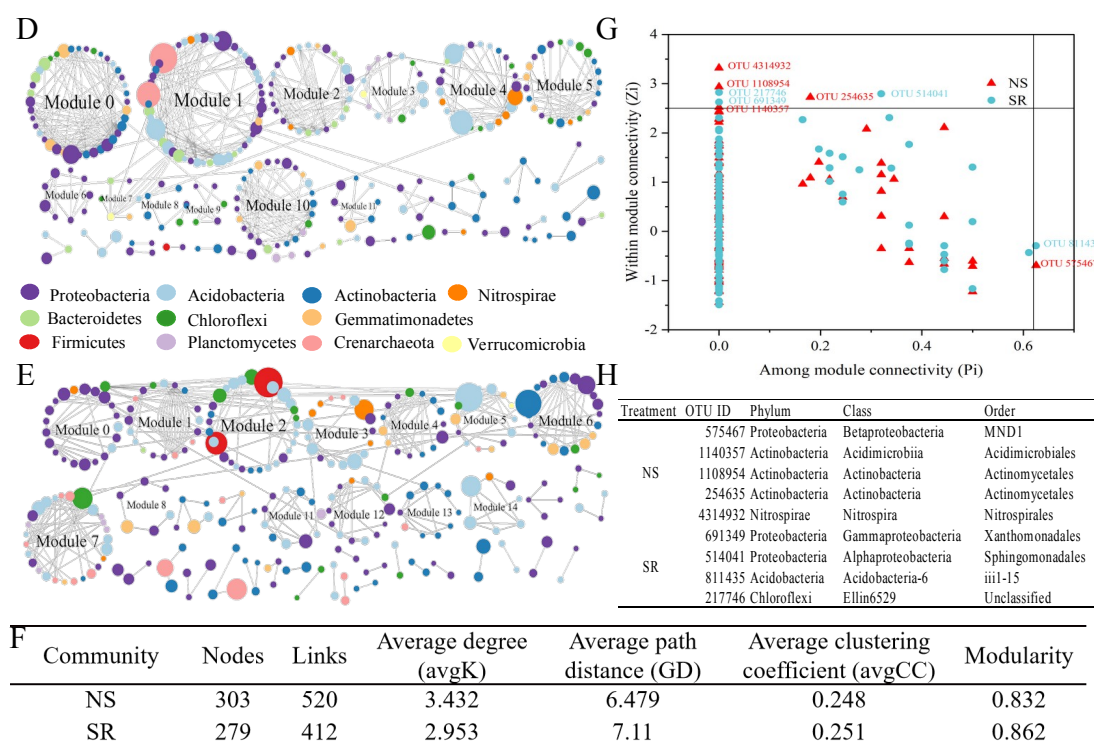 D
Module 0
Module 1
Module 2
Module 3
Module 4
Module 5
Module 6
Module 7
Module 8
Module 9
Module 10
Module 11
Proteobacteria
Acidobacteria
Actinobacteria
Nitrospirae
Bacteroidetes
Chloroflexi
Gemmatimonadetes
Firmicutes
Planctomycetes
Crenarchaeota
Verrucomicrobia
E
Module 0
Module 1
Module 2
Module 3
Module 4
Module 5
Module 6
Module 7
Module 8
Module 11
Module 12
Module 13
Module 14
G
Within module connectivity (Zi)
4
3
2
1
0
-1
-2
0.0
0.2
0.4
0.6
Among module connectivity (Pi)
NS
SR
OTU 4314932
OTU 1108954
OTU 217746
OTU 691349
OTU 1140357
OTU 254635
OTU 514041
OTU 81143
OTU 575467
H
Treatment OTU ID Phylum Class Order
NS
575467 Proteobacteria Betaproteobacteria MND1
1140357 Actinobacteria Acidimicrobiia Acidimicrobiales
1108954 Actinobacteria Actinobacteria Actinomycetales
254635 Actinobacteria Actinobacteria Actinomycetales
4314932 Nitrospirae Nitrospira Nitrospirales
SR
691349 Proteobacteria Gammaproteobacteria Xanthomonadales
514041 Proteobacteria Alphaproteobacteria Sphingomonadales
811435 Acidobacteria Acidobacteria-6 iii1-15
217746 Chloroflexi Ellin6529 Unclassified
F
Community Nodes Links Average degree (avgK) Average path distance (GD) Average clustering coefficient (avgCC) Modularity
NS 303 520 3.432 6.479 0.248 0.832
SR 279 412 2.953 7.11 0.251 0.862